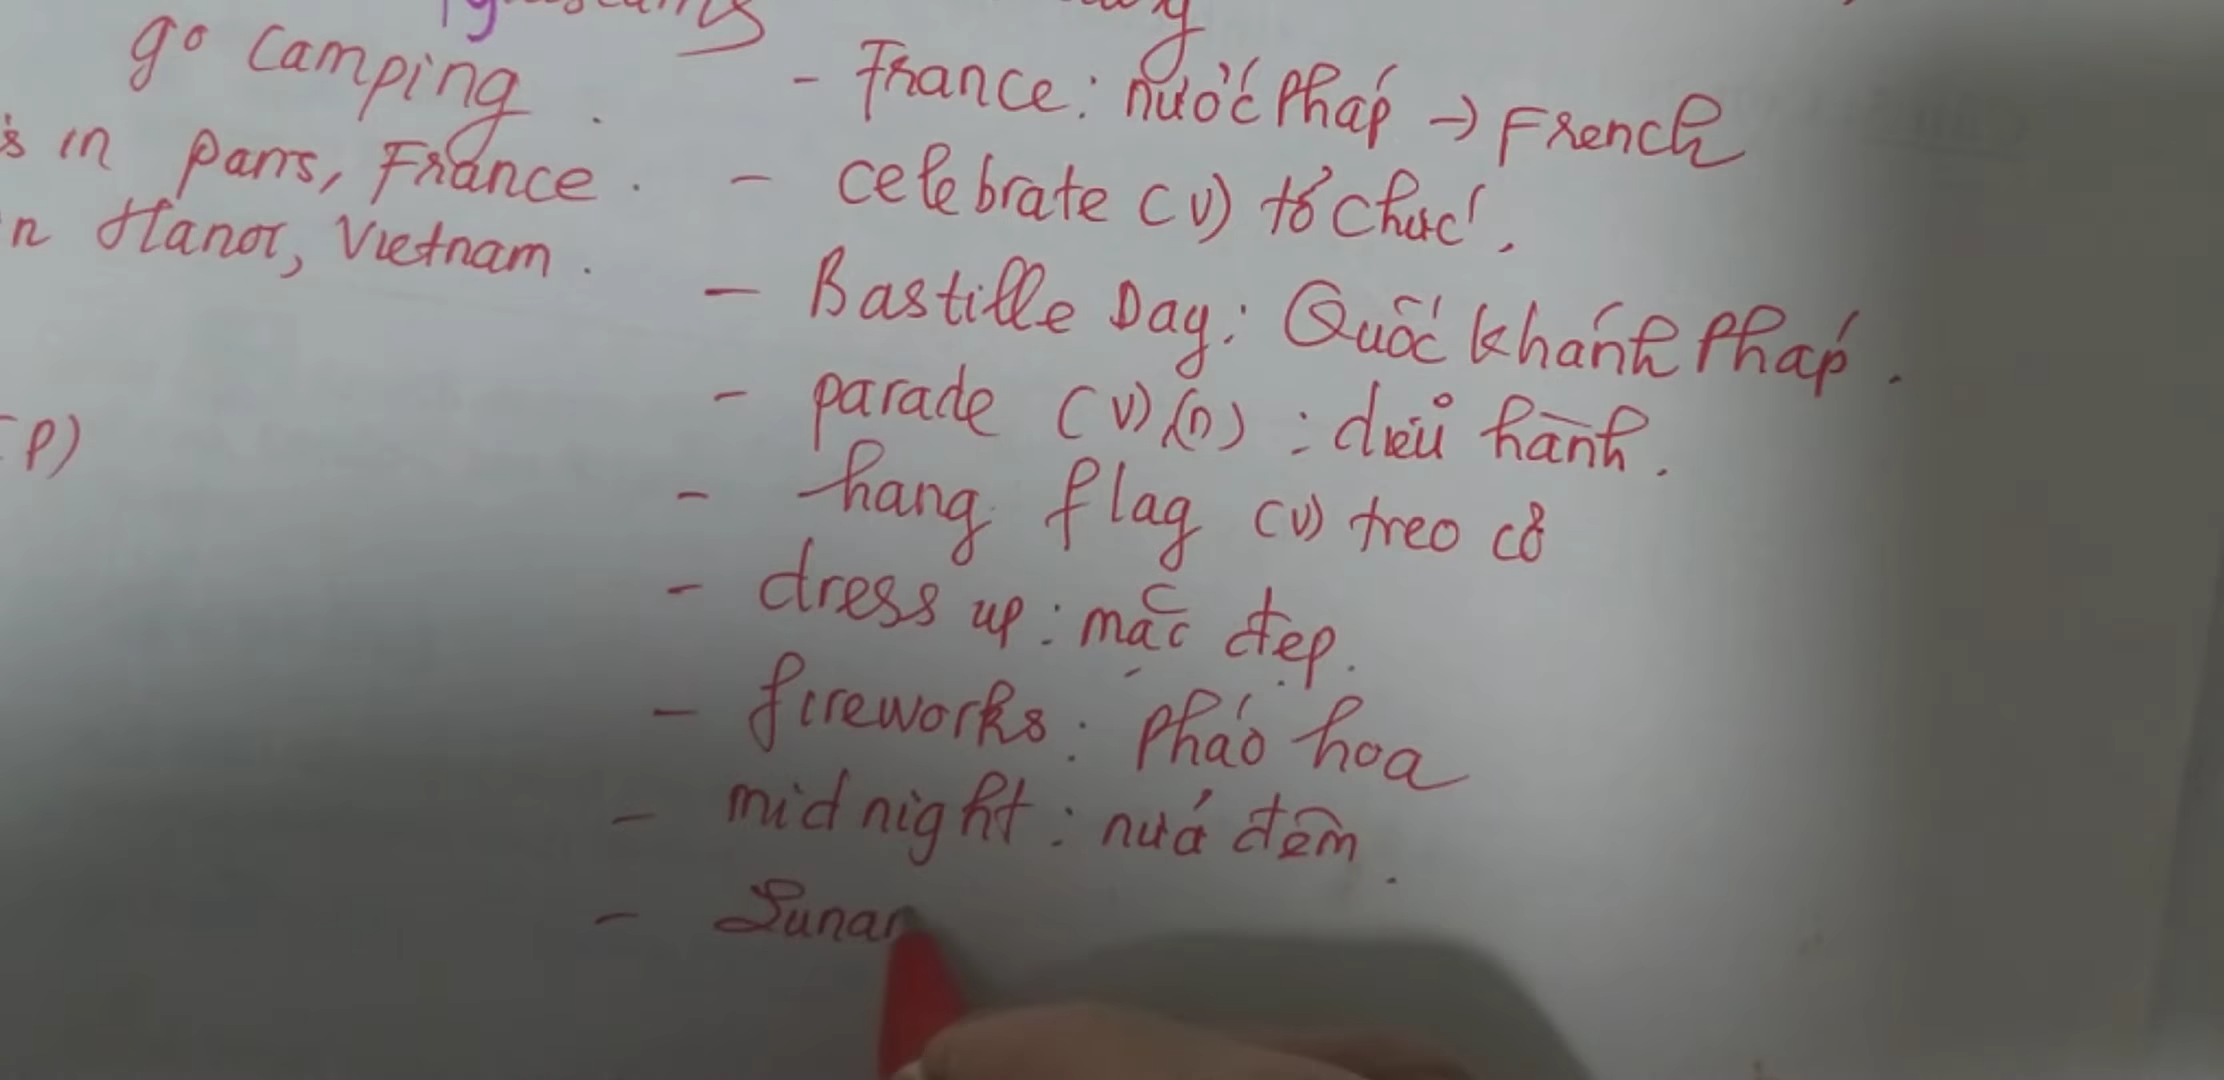 go camping.
- France: nước Pháp → French
s in Paris, France.
- celebrate (v) tổ chức.
n Hanoi, Vietnam.
- Bastille Day: Quốc khánh Pháp.
- parade (v) (n): diễu hành.
P)
- hang flag (v) treo cờ
- dress up: mặc đẹp.
- fireworks: Pháo hoa
- midnight: nửa đêm.
- Lunar